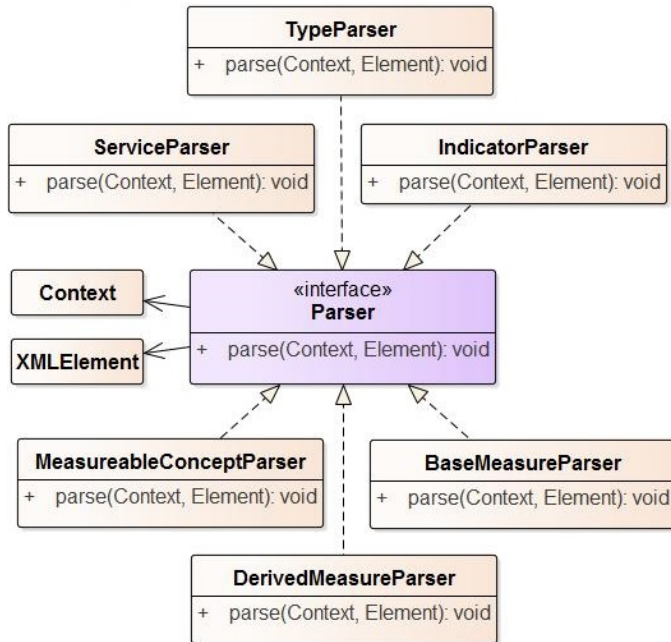 TypeParser
+ parse(Context, Element): void
ServiceParser
+ parse(Context, Element): void
IndicatorParser
+ parse(Context, Element): void
Context
XMLElement
«interface»
Parser
+ parse(Context, Element): void
MeasureableConceptParser
+ parse(Context, Element): void
BaseMeasureParser
+ parse(Context, Element): void
DerivedMeasureParser
+ parse(Context, Element): void